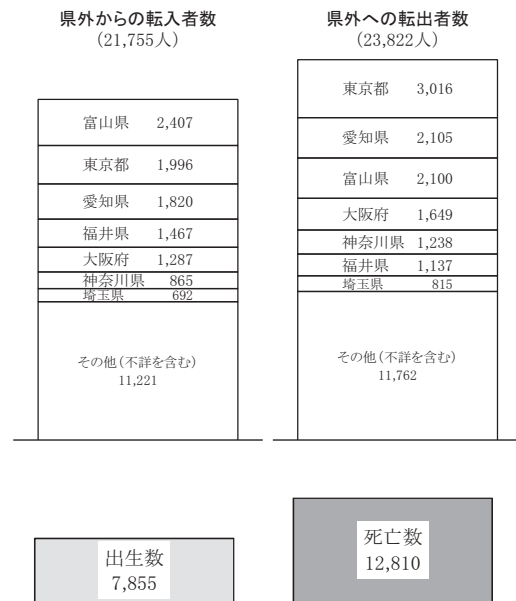 県外からの転入者数
(21,755人)
富山県 2,407
東京都 1,996
愛知県 1,820
福井県 1,467
大阪府 1,287
神奈川県 865
埼玉県 692
その他(不詳を含む)
11,221
県外への転出者数
(23,822人)
東京都 3,016
愛知県 2,105
富山県 2,100
大阪府 1,649
神奈川県 1,238
福井県 1,137
埼玉県 815
その他(不詳を含む)
11,762
出生数
7,855
死亡数
12,810